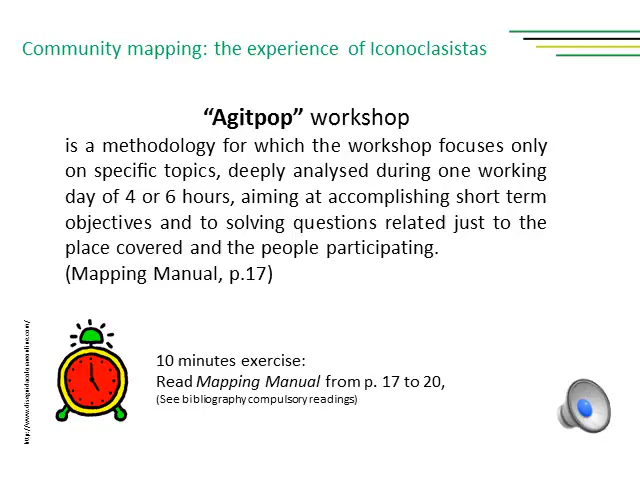 Community mapping: the experience of Iconoclasistas
“Agitpop” workshop
is a methodology for which the workshop focuses only
on specific topics, deeply analysed during one working
day of 4 or 6 hours, aiming at accomplishing short term
objectives and to solving questions related just to the
place covered and the people participating.
(Mapping Manual, p.17)
10 minutes exercise:
Read Mapping Manual from p. 17 to 20,
(See bibliography compulsory readings)